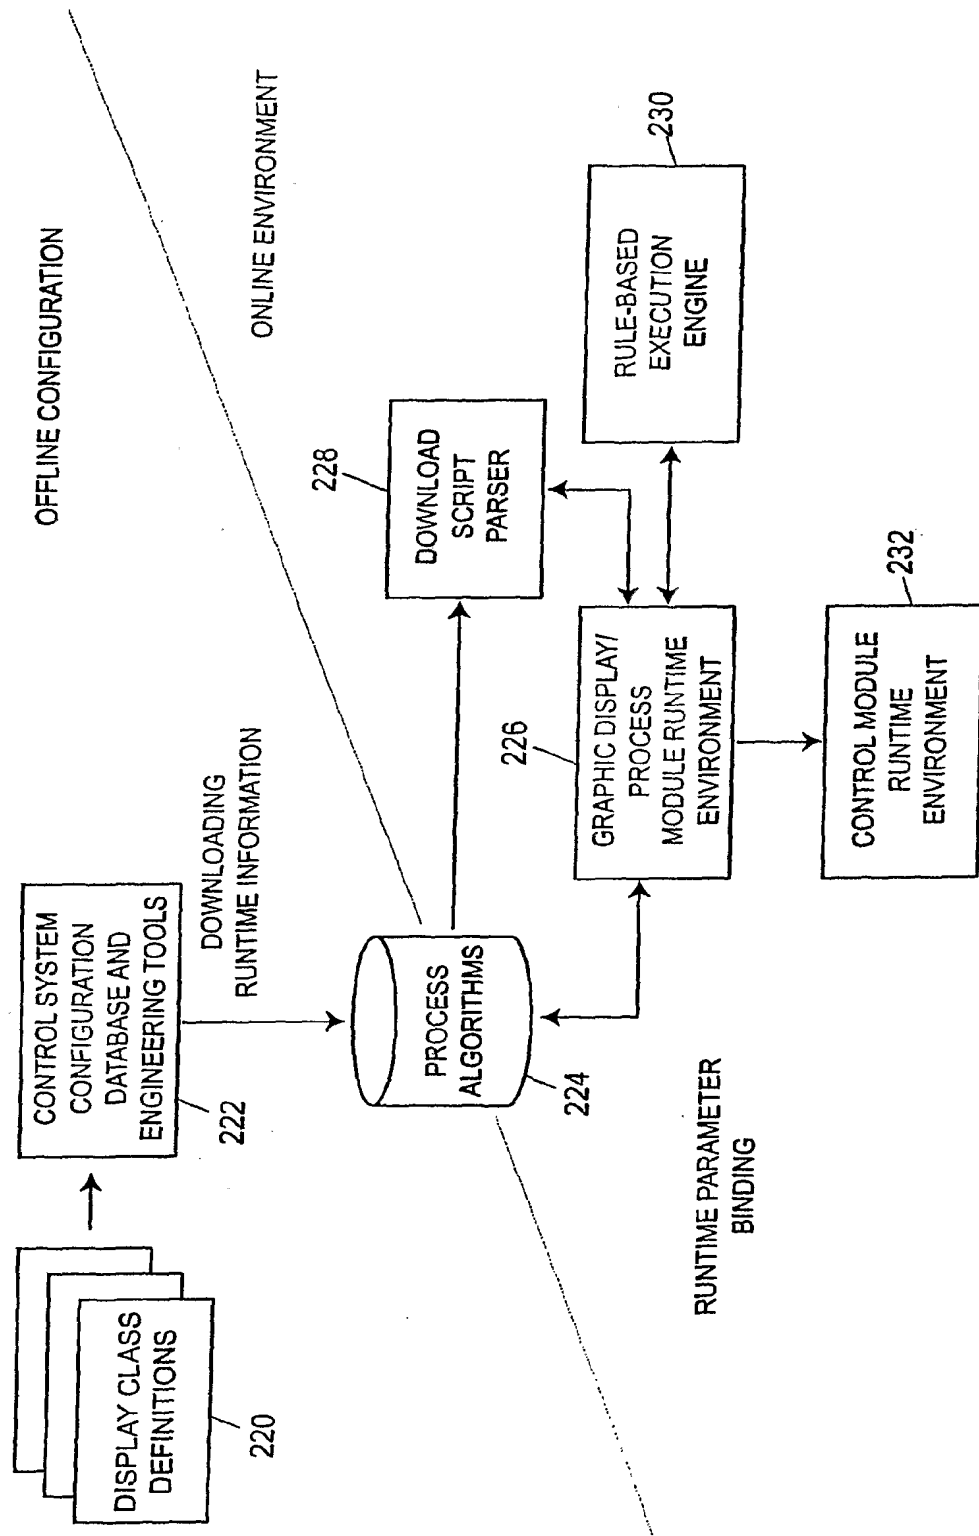 OFFLINE CONFIGURATION
ONLINE ENVIRONMENT
DISPLAY CLASS
DEFINITIONS
220
CONTROL SYSTEM
CONFIGURATION
DATABASE AND
ENGINEERING TOOLS
222
DOWNLOADING
RUNTIME INFORMATION
PROCESS
ALGORITHMS
224
228
DOWNLOAD
SCRIPT
PARSER
230
RULE-BASED
EXECUTION
ENGINE
226
GRAPHIC DISPLAY/
PROCESS
MODULE RUNTIME
ENVIRONMENT
RUNTIME PARAMETER
BINDING
232
CONTROL MODULE
RUNTIME
ENVIRONMENT